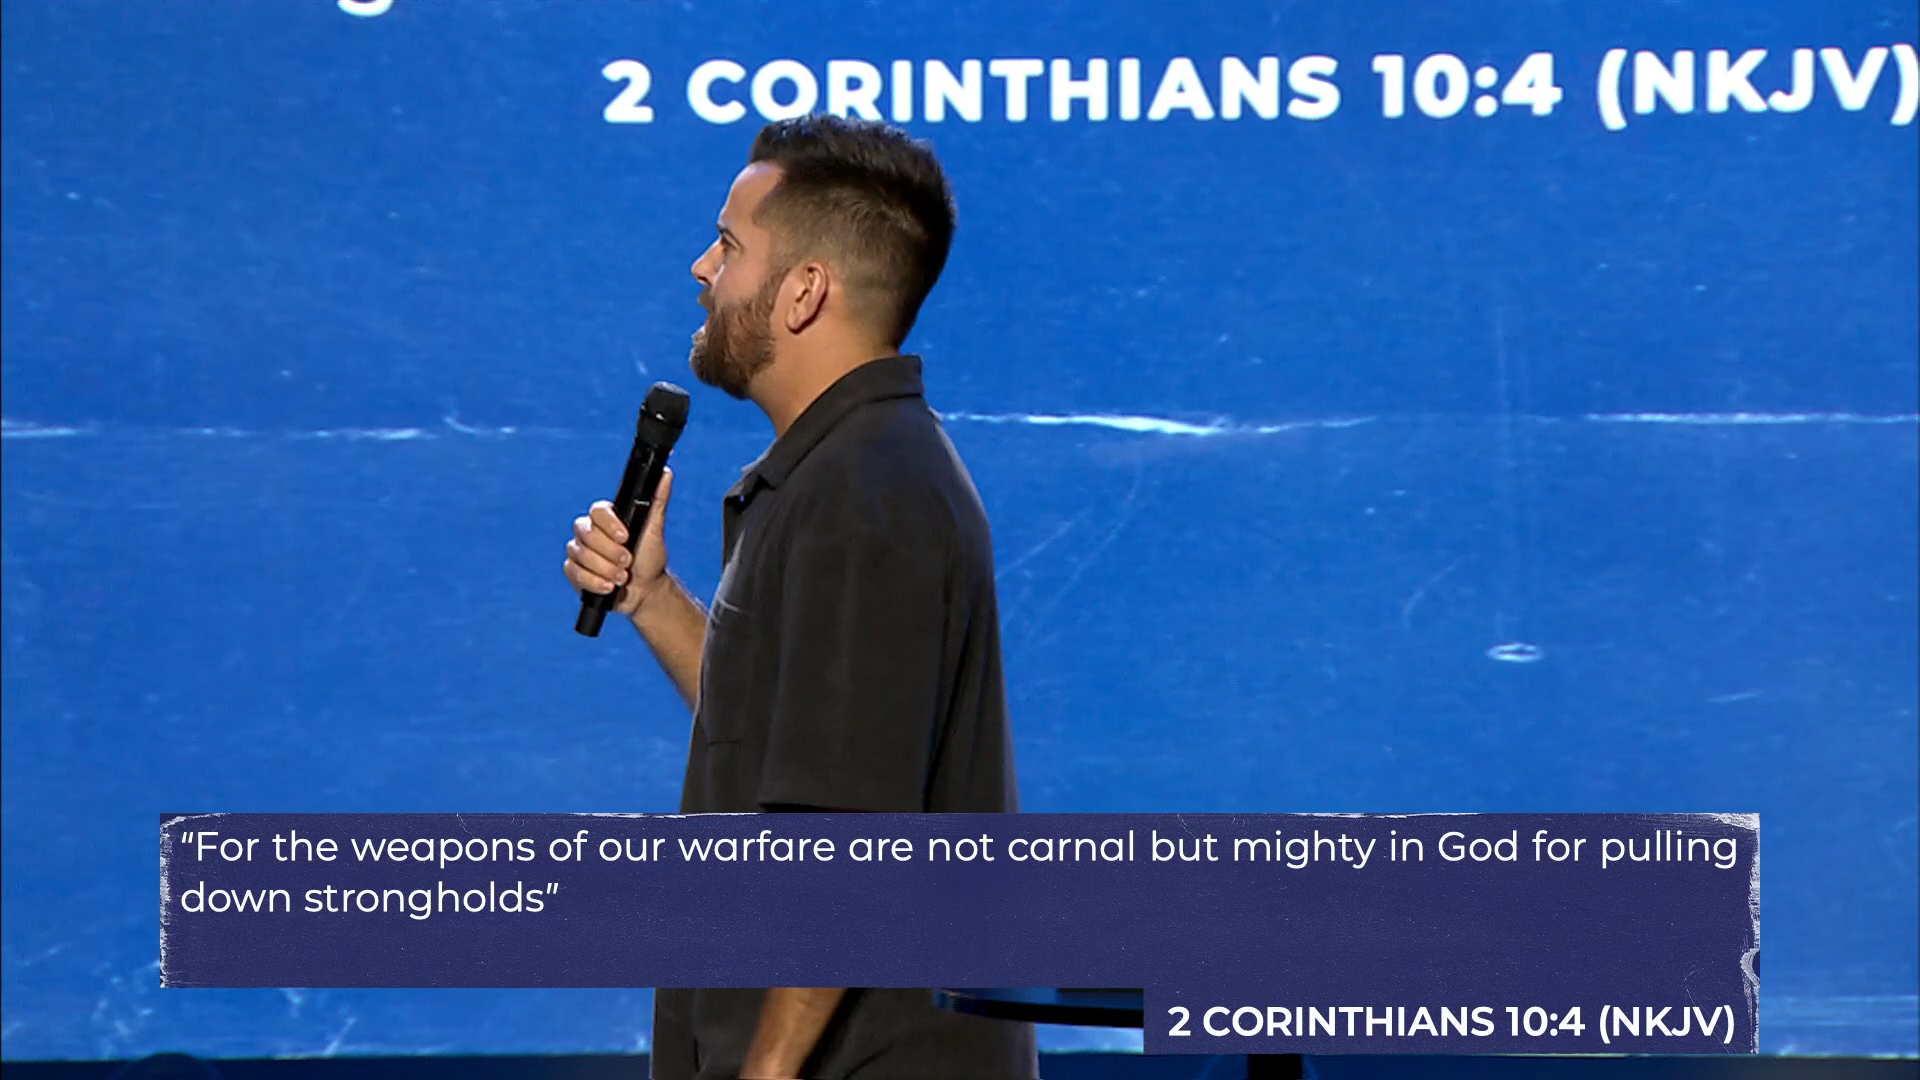 2 CORINTHIANS 10:4 (NKJV)
“For the weapons of our warfare are not carnal but mighty in God for pulling
down strongholds”
2 CORINTHIANS 10:4 (NKJV)